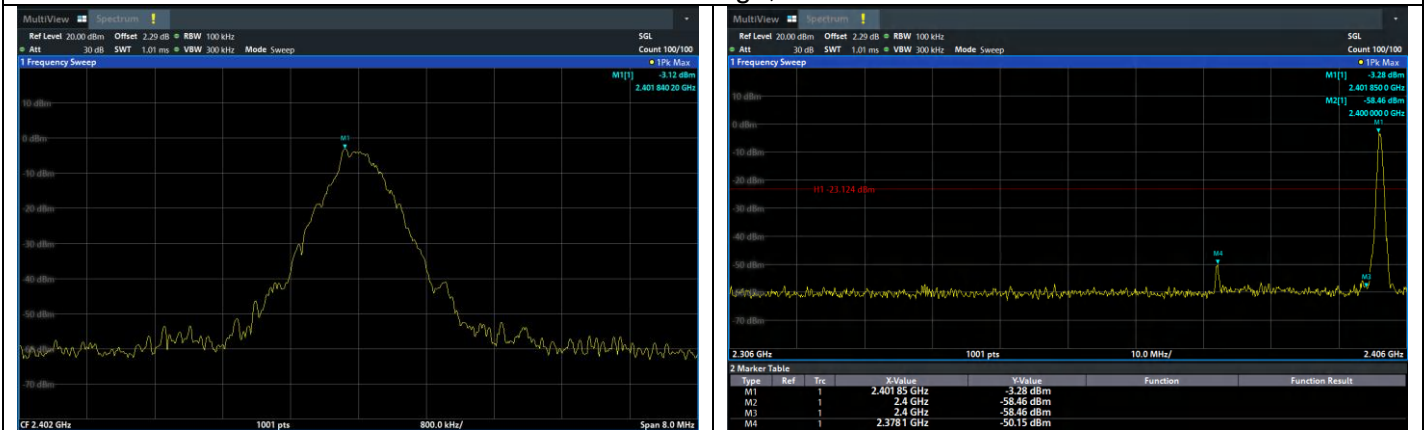 MultiView Spectrum !
Ref Level 20.00 dBm Offset 2.29 dB RBW 100 kHz SGL
Att 30 dB SWT 1.01 ms VBW 300 kHz Mode Sweep Count 100/100
1 Frequency Sweep 1Pk Max
M1[1] -3.12 dBm
2.401 840 20 GHz
10 dBm
M1
0 dBm
-10 dBm
-20 dBm
-30 dBm
-40 dBm
-50 dBm
-60 dBm
-70 dBm
CF 2.402 GHz 1001 pts 800.0 kHz/ Span 8.0 MHz
MultiView Spectrum !
Ref Level 20.00 dBm Offset 2.29 dB RBW 100 kHz SGL
Att 30 dB SWT 1.01 ms VBW 300 kHz Mode Sweep Count 100/100
1 Frequency Sweep 1Pk Max
M1[1] -3.28 dBm
2.401 850 0 GHz
10 dBm
M2[1] -58.46 dBm
2.400 000 0 GHz
0 dBm
M1
-10 dBm
-20 dBm
H1 -23.124 dBm
-30 dBm
-40 dBm
M4
-50 dBm
M3
-60 dBm
-70 dBm
2.306 GHz 1001 pts 10.0 MHz/ 2.406 GHz
2 Marker Table
Type Ref Trc X-Value Y-Value Function Function Result
M1 1 2.401 85 GHz -3.28 dBm
M2 1 2.4 GHz -58.46 dBm
M3 1 2.4 GHz -58.46 dBm
M4 1 2.378 1 GHz -50.15 dBm